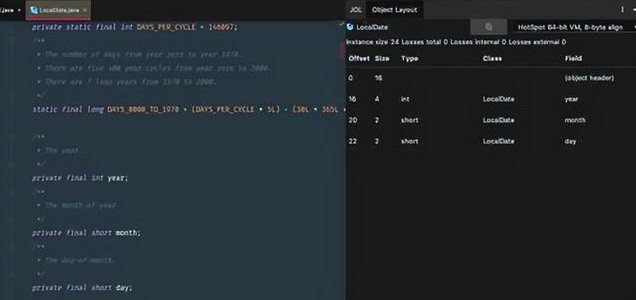 java
LocalDate.java
private static final int DAYS_PER_CYCLE = 146097;
/**
* The number of days from year zero to year 1970.
* There are five 400 year cycles from year zero to 2000.
* There are 7 leap years from 1970 to 2000.
*/
static final long DAYS_0000_TO_1970 = (DAYS_PER_CYCLE * 5L) - (30L * 365L +
/**
* The year.
*/
private final int year;
/**
* The month-of-year.
*/
private final short month;
/**
* The day-of-month.
*/
private final short day;
JOL Object Layout
LocalDate
HotSpot 64-bit VM, 8-byte align
Instance size 24 Losses total 0 Losses internal 0 Losses external 0
Offset Size Type Class Field
0 16 (object header)
16 4 int LocalDate year
20 2 short LocalDate month
22 2 short LocalDate day